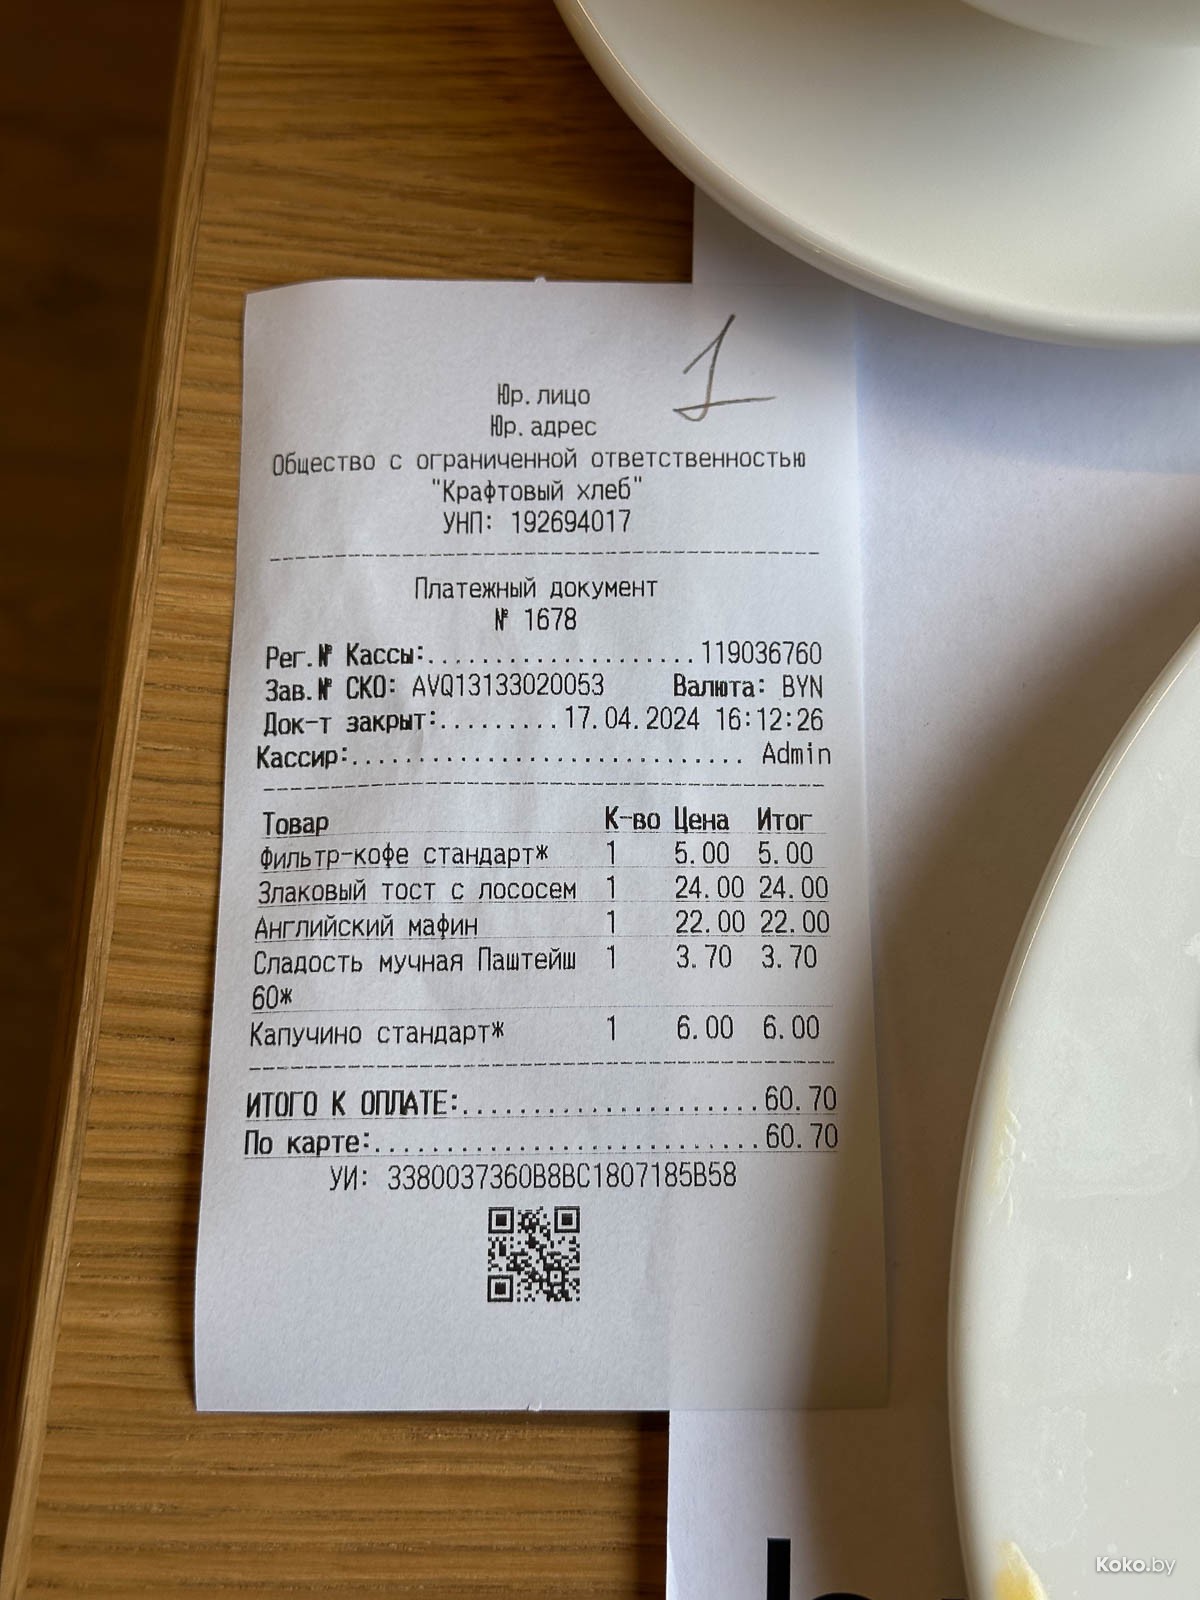 1
Юр. лицо
Юр. адрес
Общество с ограниченной ответственностью
"Крафтовый хлеб"
УНП: 192694017
Платежный документ
№ 1678
Рег.№ Кассы:....................119036760
Зав.№ СКО: AVQ13133020053 Валюта: BYN
Док-т закрыт:.........17.04.2024 16:12:26
Кассир:.............................. Admin
Товар К-во Цена Итог
Фильтр-кофе стандарт* 1 5.00 5.00
Злаковый тост с лососем 1 24.00 24.00
Английский мафин 1 22.00 22.00
Сладость мучная Паштейш 1 3.70 3.70
60*
Капучино стандарт* 1 6.00 6.00
ИТОГО К ОПЛАТЕ:......................60.70
По карте:............................60.70
УИ: 3380037360B8BC1807185B58
Koko.by